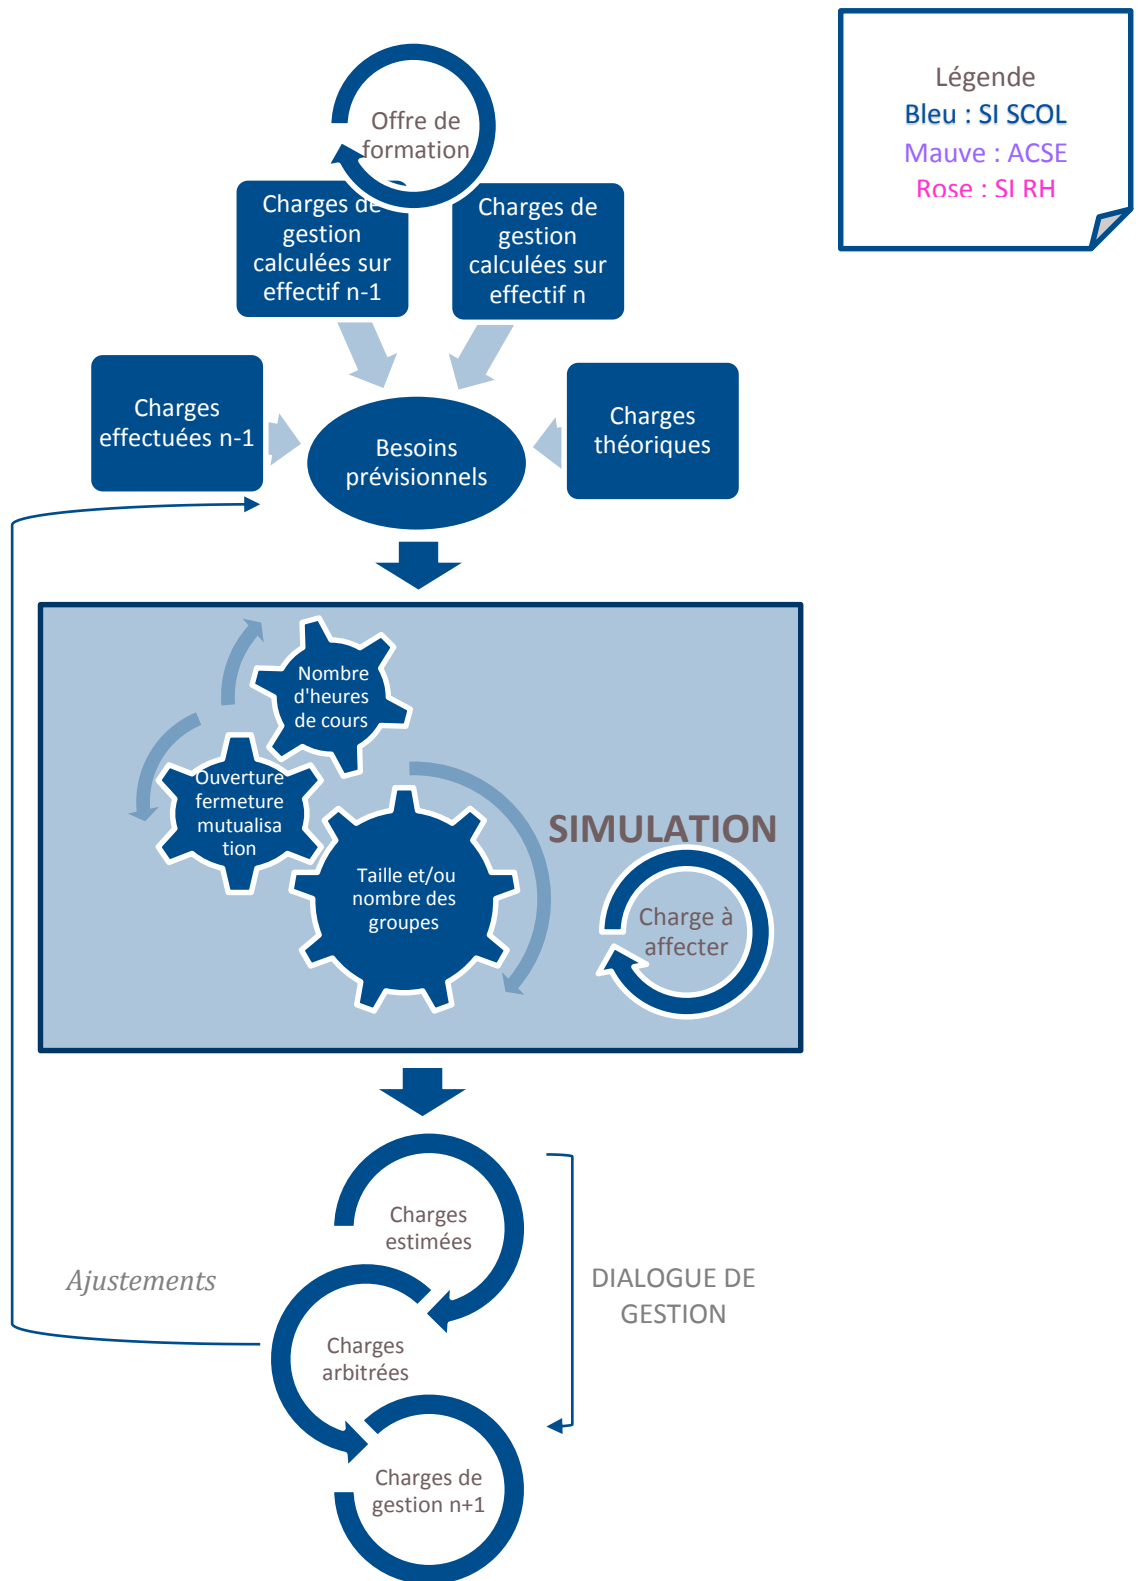 Légende
Bleu : SI SCOL
Mauve : ACSE
Rose : SI RH
Offre de
formation
Charges de
gestion
calculées sur
effectif n-1
Charges de
gestion
calculées sur
effectif n
Charges
effectuées n-1
Besoins
prévisionnels
Charges
théoriques
Nombre
d'heures
de cours
Ouverture
fermeture
mutualisa
tion
Taille et/ou
nombre des
groupes
SIMULATION
Charge à
affecter
Charges
estimées
Ajustements
DIALOGUE DE
GESTION
Charges
arbitrées
Charges de
gestion n+1